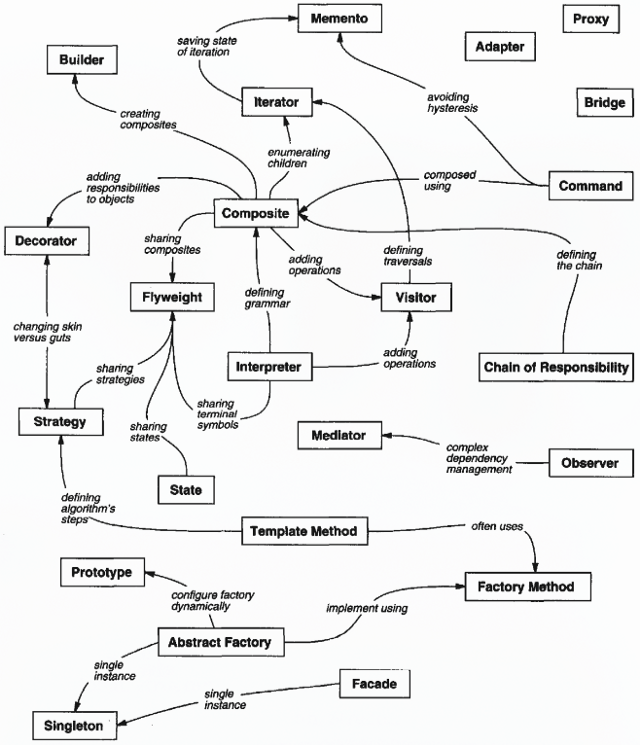 Memento
Proxy
saving state
of iteration
Adapter
Builder
Iterator
avoiding
hysteresis
Bridge
creating
composites
enumerating
children
adding
responsibilities
to objects
composed
using
Command
Composite
Decorator
sharing
composites
adding
operations
defining
traversals
defining
the chain
Flyweight
defining
grammar
Visitor
changing skin
versus guts
sharing
strategies
Interpreter
adding
operations
Chain of Responsibility
sharing
terminal
symbols
Strategy
sharing
states
Mediator
complex
dependency
management
Observer
State
defining
algorithm's
steps
Template Method
often uses
Prototype
configure factory
dynamically
implement using
Factory Method
Abstract Factory
single
instance
Facade
single
instance
Singleton